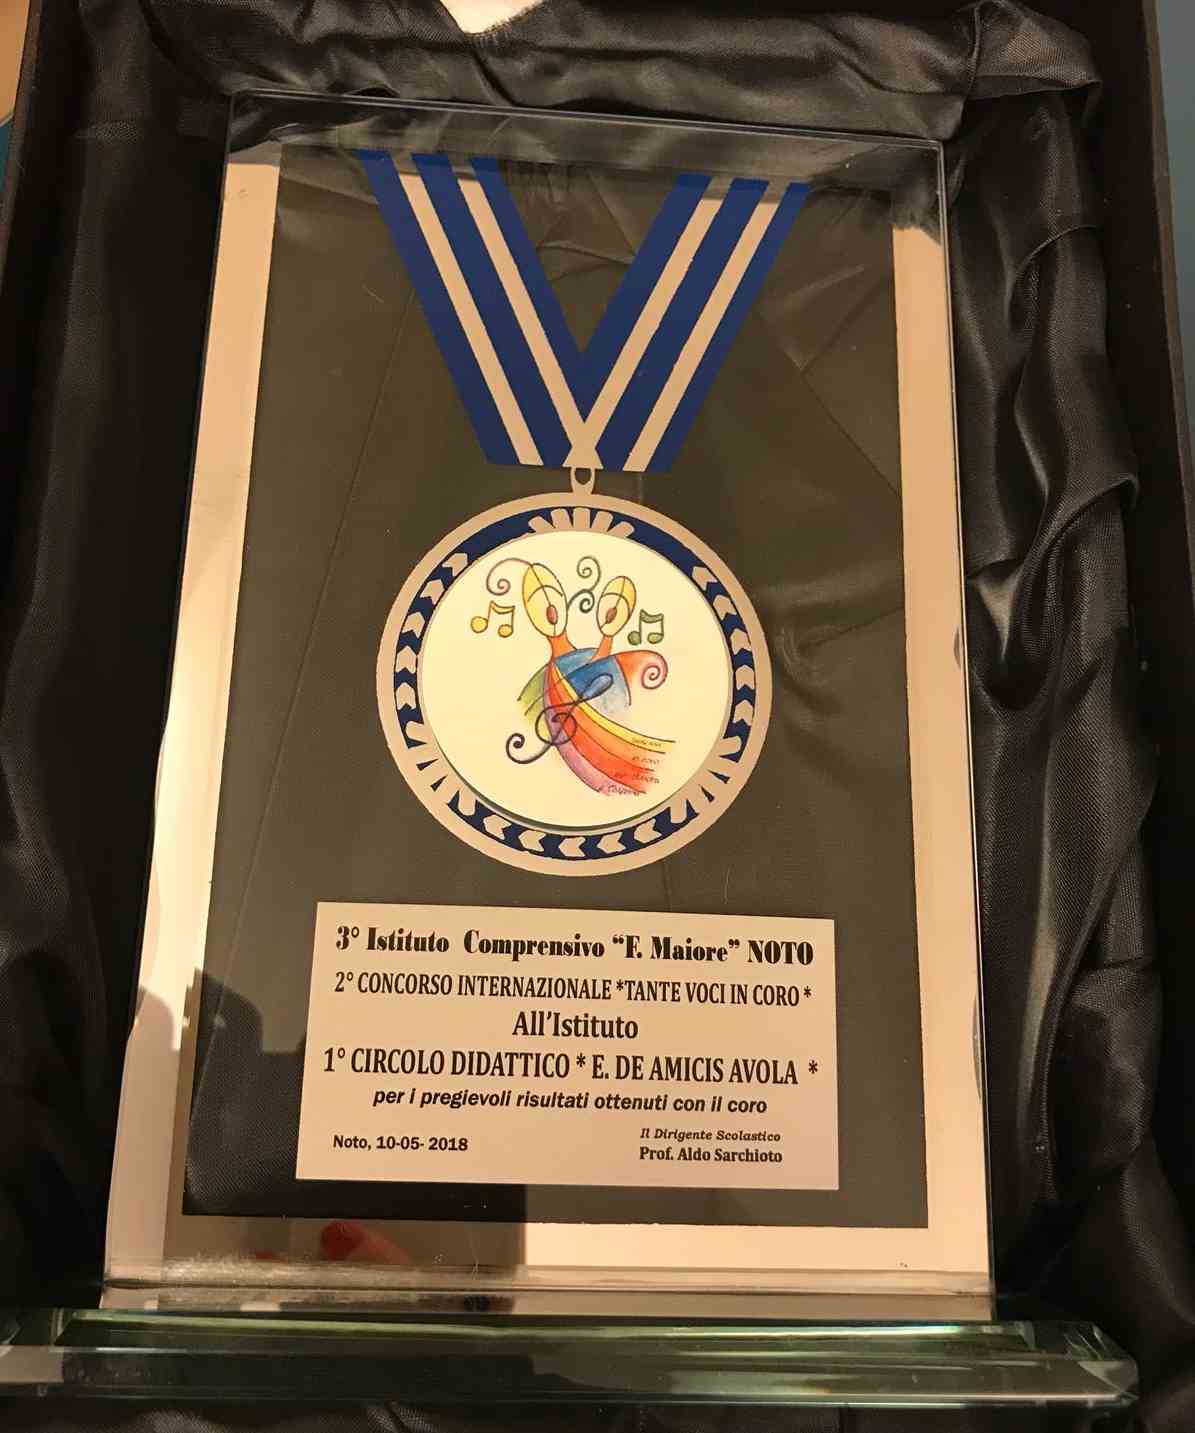 3° Istituto Comprensivo “F. Maiore” NOTO
2° CONCORSO INTERNAZIONALE *TANTE VOCI IN CORO *
All'Istituto
1° CIRCOLO DIDATTICO * E. DE AMICIS AVOLA *
per i pregievoli risultati ottenuti con il coro
Il Dirigente Scolastico
Noto, 10-05- 2018 Prof. Aldo Sarchioto